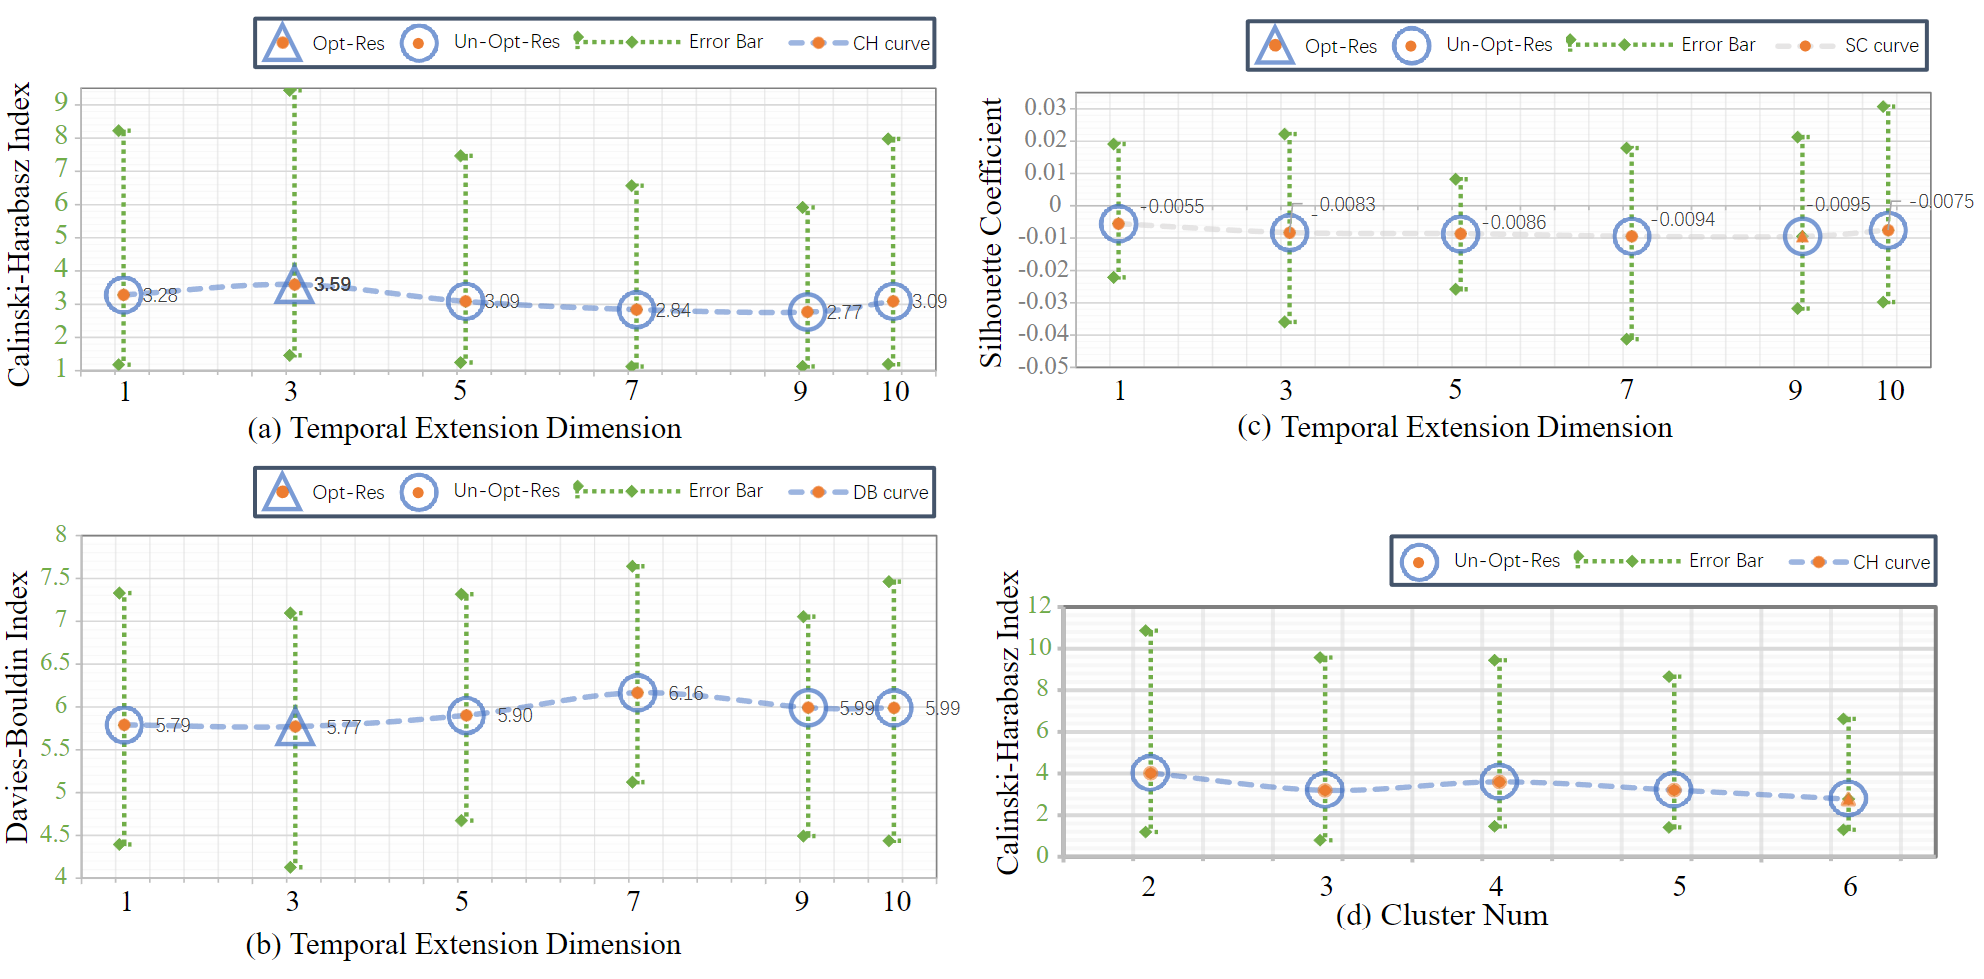 Opt-Res Un-Opt-Res Error Bar CH curve
Calinski-Harabasz Index
9
8
7
6
5
4
3
2
1
3.28 3.59 3.09 2.84 2.77 3.09
1 3 5 7 9 10
(a) Temporal Extension Dimension
Opt-Res Un-Opt-Res Error Bar SC curve
Silhouette Coefficient
0.03
0.02
0.01
0
-0.01
-0.02
-0.03
-0.04
-0.05
-0.0055 -0.0083 -0.0086 -0.0094 -0.0095 -0.0075
1 3 5 7 9 10
(c) Temporal Extension Dimension
Opt-Res Un-Opt-Res Error Bar DB curve
Davies-Bouldin Index
8
7.5
7
6.5
6
5.5
5
4.5
4
5.79 5.77 5.90 6.16 5.99 5.99
1 3 5 7 9 10
(b) Temporal Extension Dimension
Un-Opt-Res Error Bar CH curve
Calinski-Harabasz Index
12
10
8
6
4
2
0
2 3 4 5 6
(d) Cluster Num